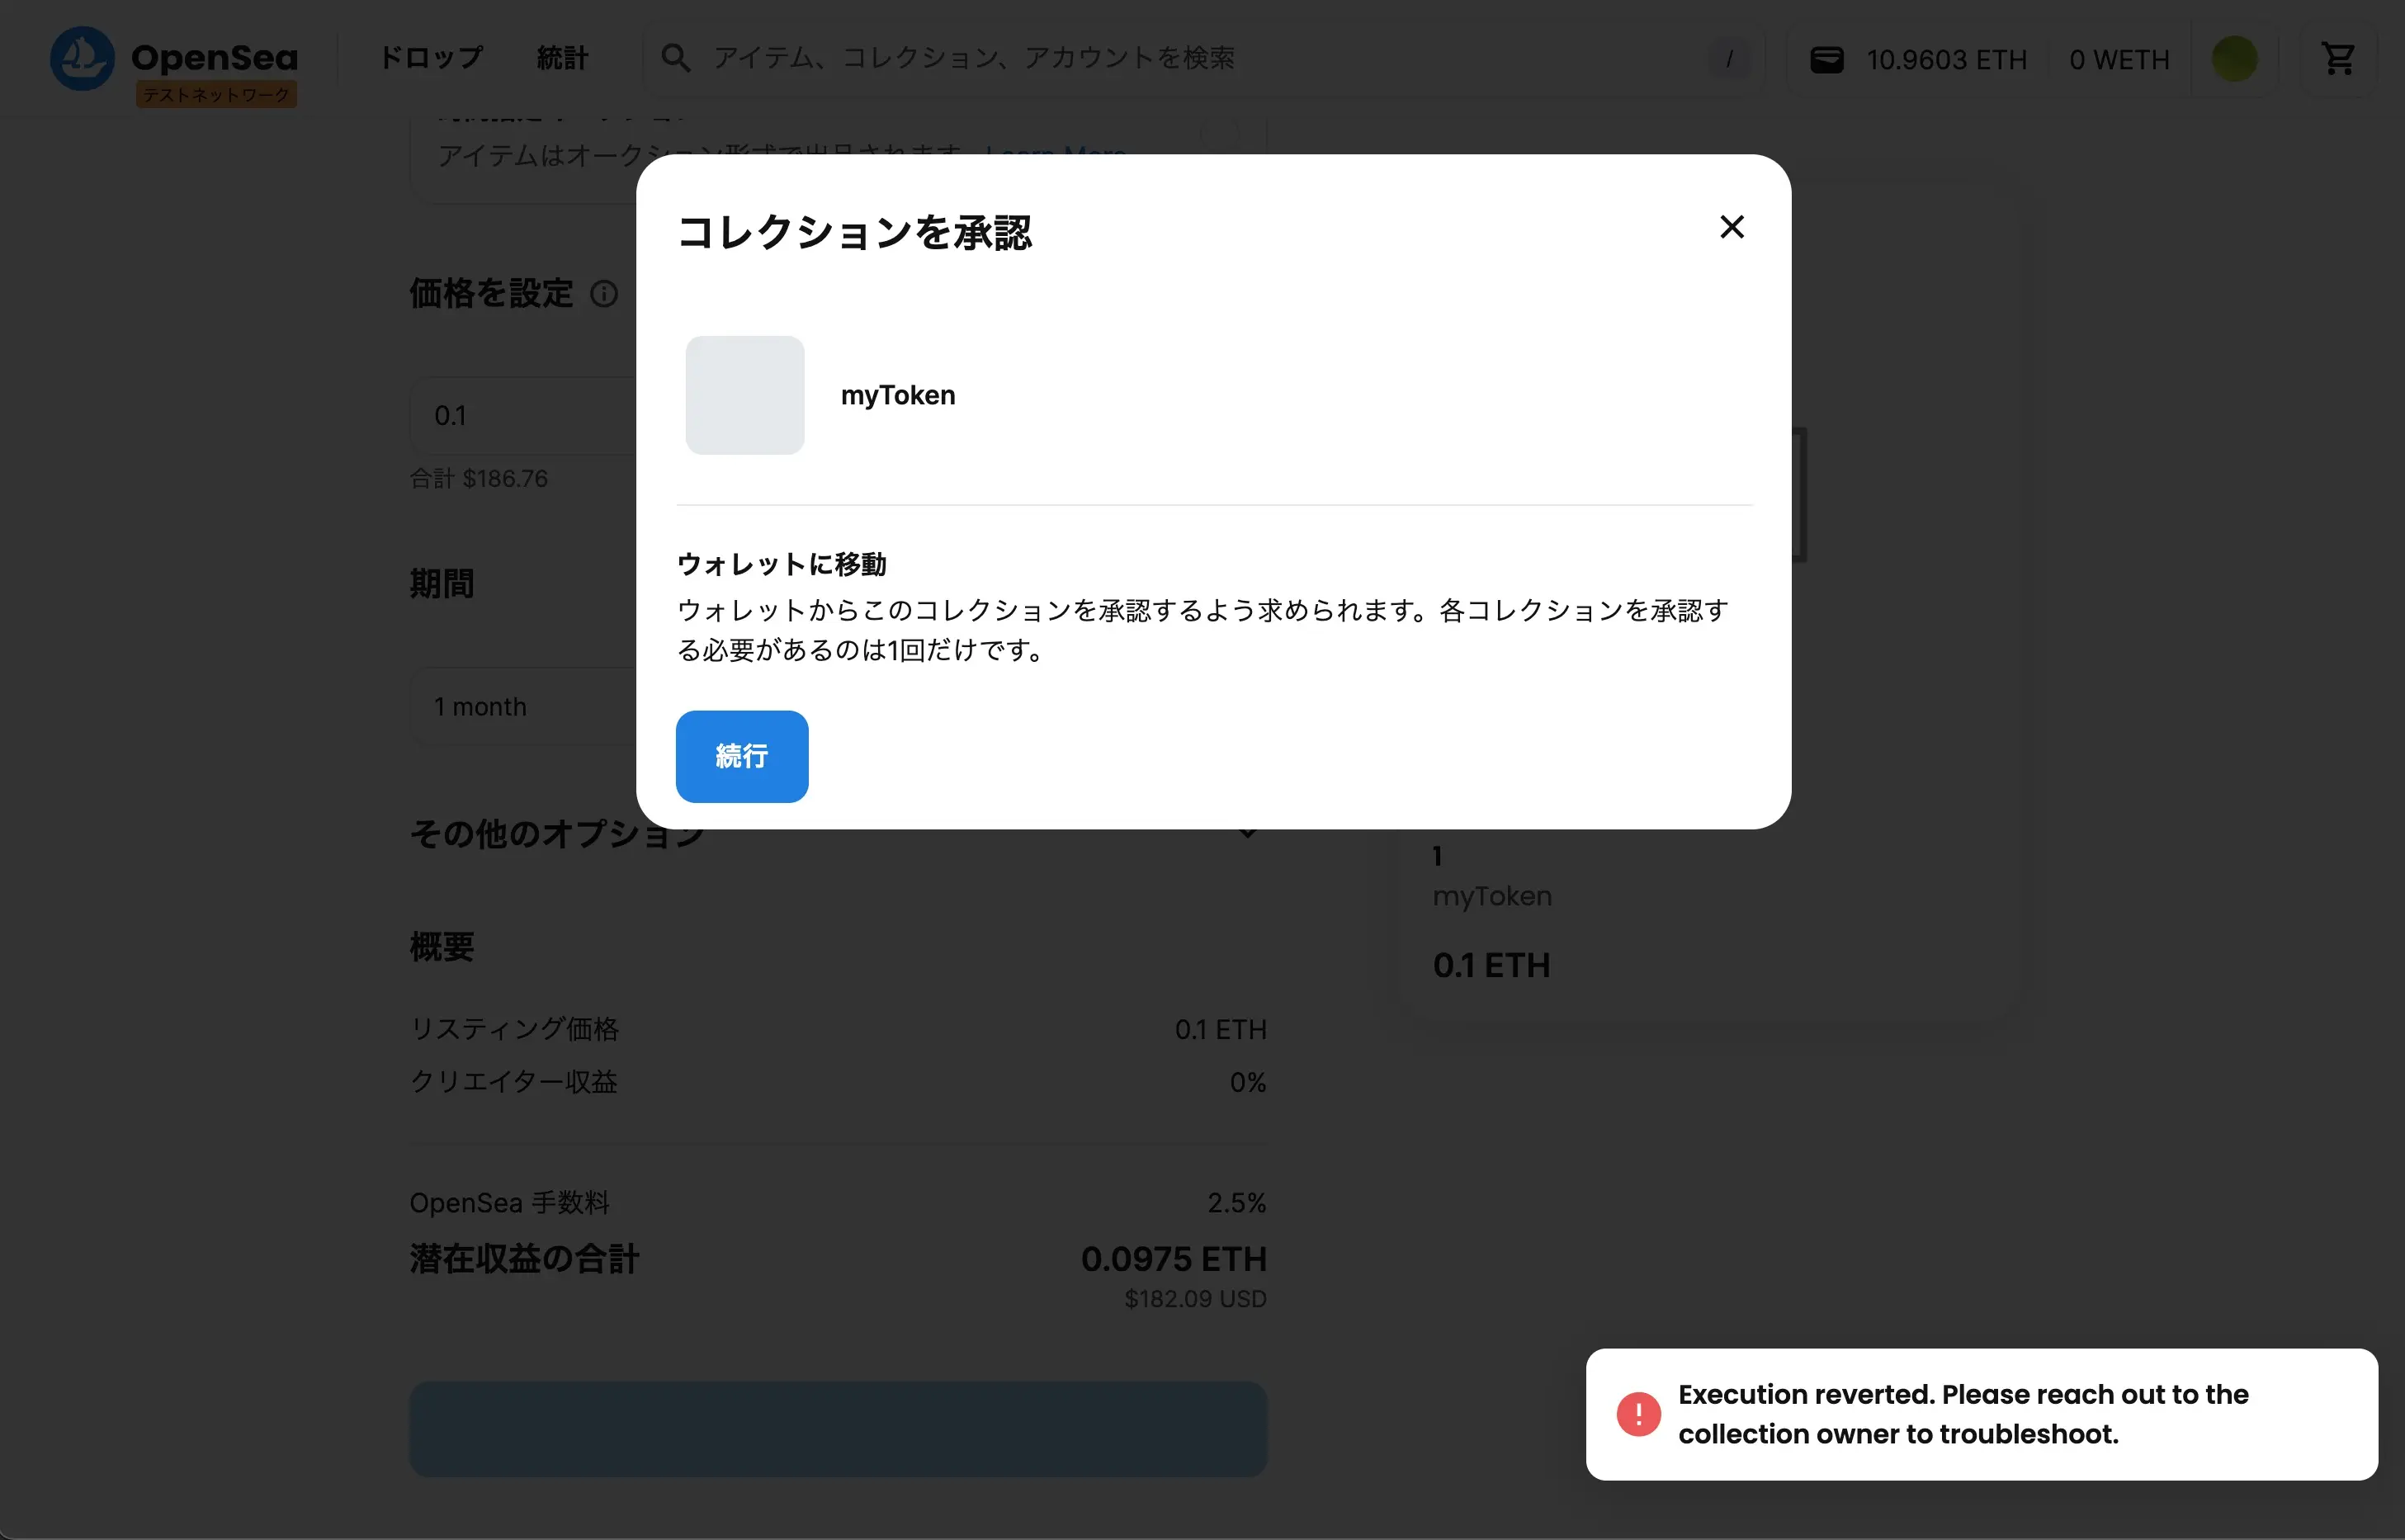 OpenSea
テストネットワーク
ドロップ
統計
アイテム、コレクション、アカウントを検索
/
10.9603 ETH
0 WETH
アイテムはオークション形式で出品されます。 Learn More
コレクションを承認
myToken
ウォレットに移動
ウォレットからこのコレクションを承認するよう求められます。各コレクションを承認す
る必要があるのは1回だけです。
続行
価格を設定
0.1
合計 $186.76
期間
1 month
その他のオプション
概要
リスティング価格
0.1 ETH
クリエイター収益
0%
OpenSea 手数料
2.5%
潜在収益の合計
0.0975 ETH
$182.09 USD
1
myToken
0.1 ETH
Execution reverted. Please reach out to the
collection owner to troubleshoot.